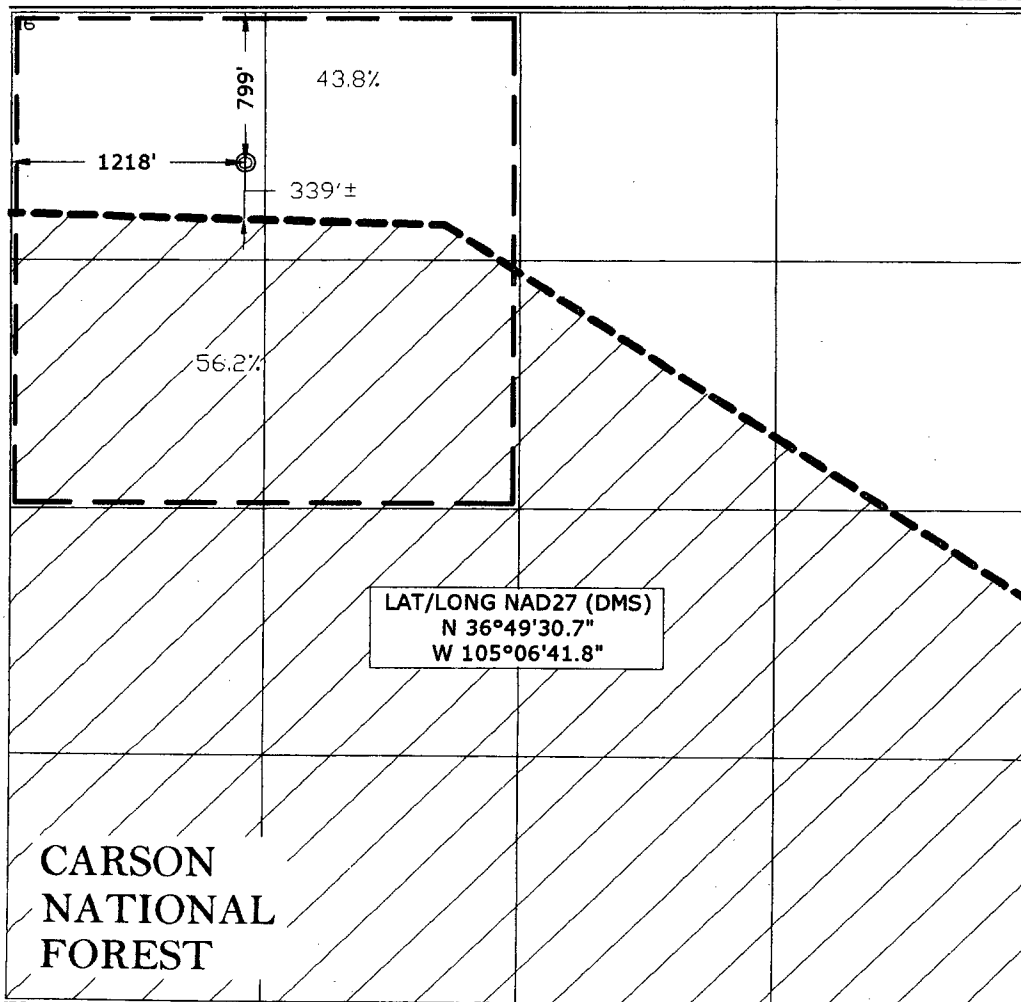 16
799'
43.8%
1218'
339'±
56.2%
LAT/LONG NAD27 (DMS)
N 36°49'30.7"
W 105°06'41.8"
CARSON
NATIONAL
FOREST